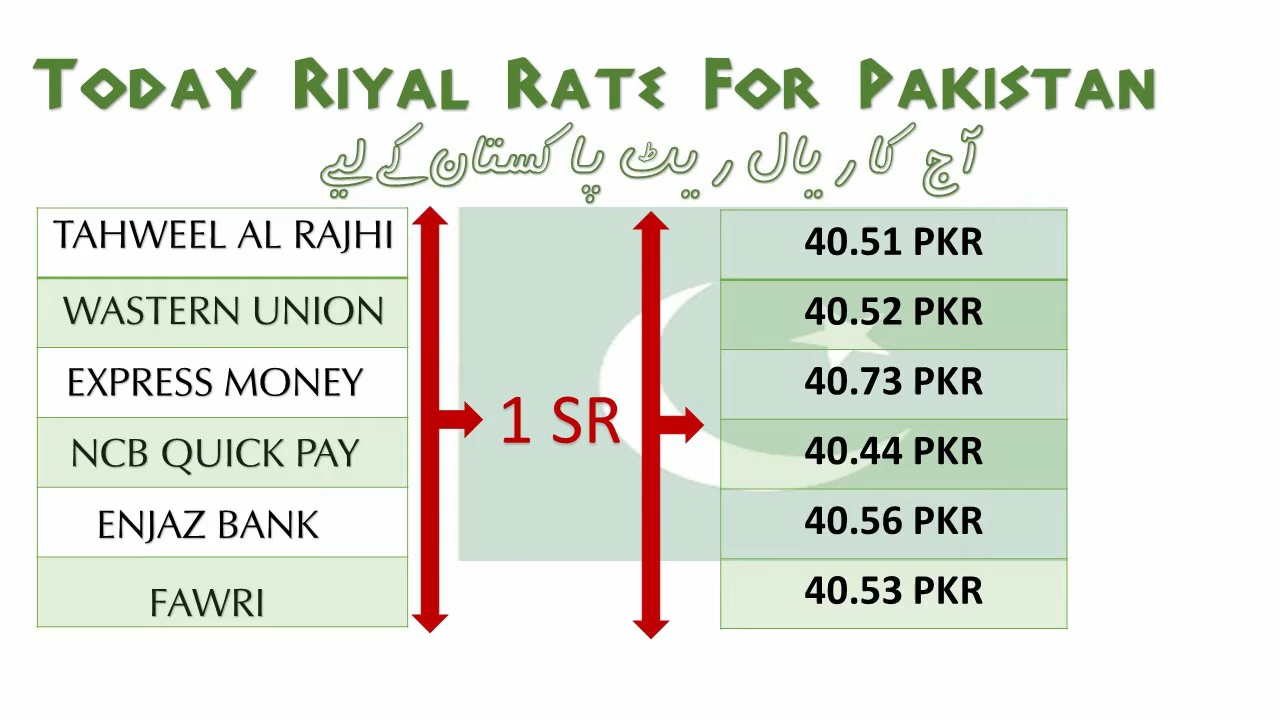 TODAY RIYAL RATE FOR PAKISTAN
آج کا ریال ریٹ پاکستان کے لیے
TAHWEEL AL RAJHI 40.51 PKR
WASTERN UNION 40.52 PKR
EXPRESS MONEY 40.73 PKR
1 SR
NCB QUICK PAY 40.44 PKR
ENJAZ BANK 40.56 PKR
FAWRI 40.53 PKR